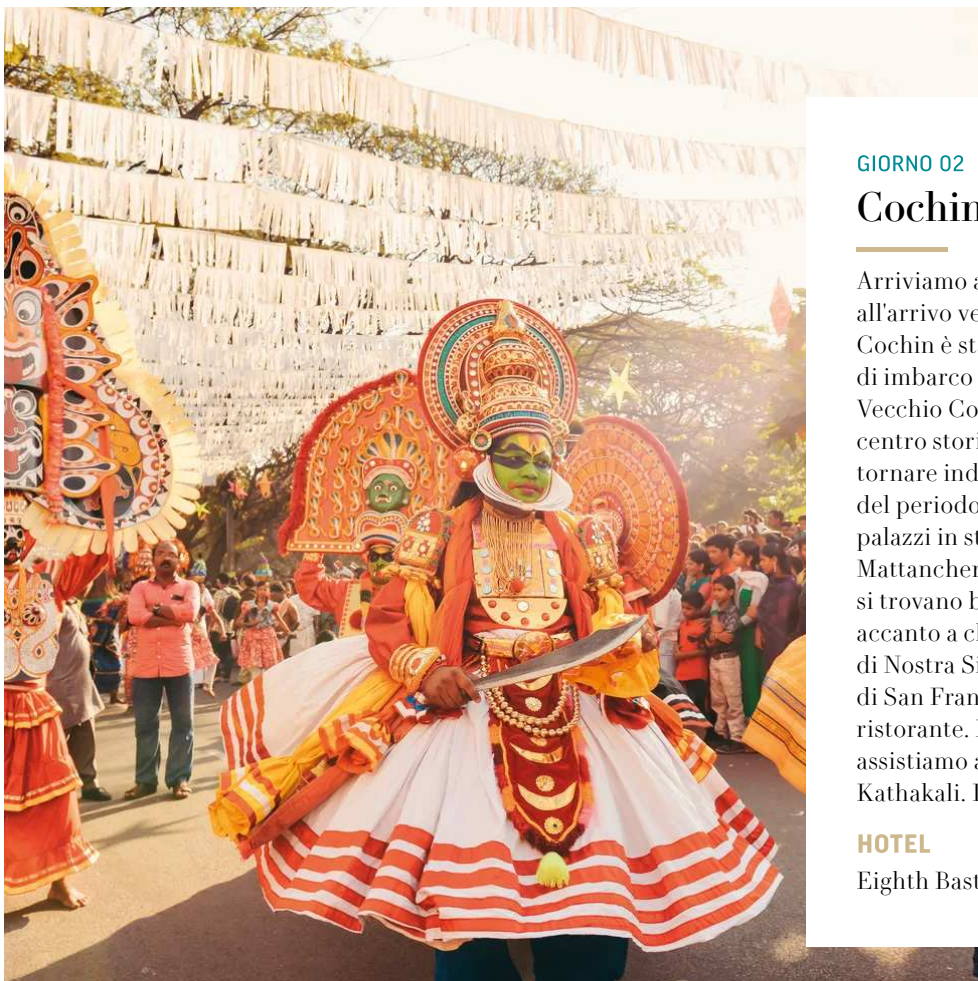 GIORNO 02
Cochin
Arriviamo a
all'arrivo ve
Cochin è st
di imbarco
Vecchio Co
centro stori
tornare ind
del periodo
palazzi in st
Mattancher
si trovano b
accanto a c
di Nostra Si
di San Fran
ristorante.
assistiamo a
Kathakali. I
HOTEL
Eighth Bast